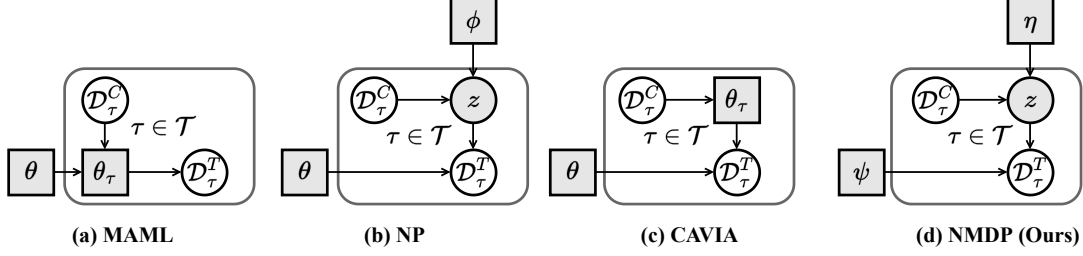 ϕ
η
𝒟_τ^C
τ ∈ 𝒯
θ
θ_τ
𝒟_τ^T
(a) MAML
𝒟_τ^C
z
τ ∈ 𝒯
θ
𝒟_τ^T
(b) NP
𝒟_τ^C
θ_τ
τ ∈ 𝒯
θ
𝒟_τ^T
(c) CAVIA
𝒟_τ^C
z
τ ∈ 𝒯
ψ
𝒟_τ^T
(d) NMDP (Ours)